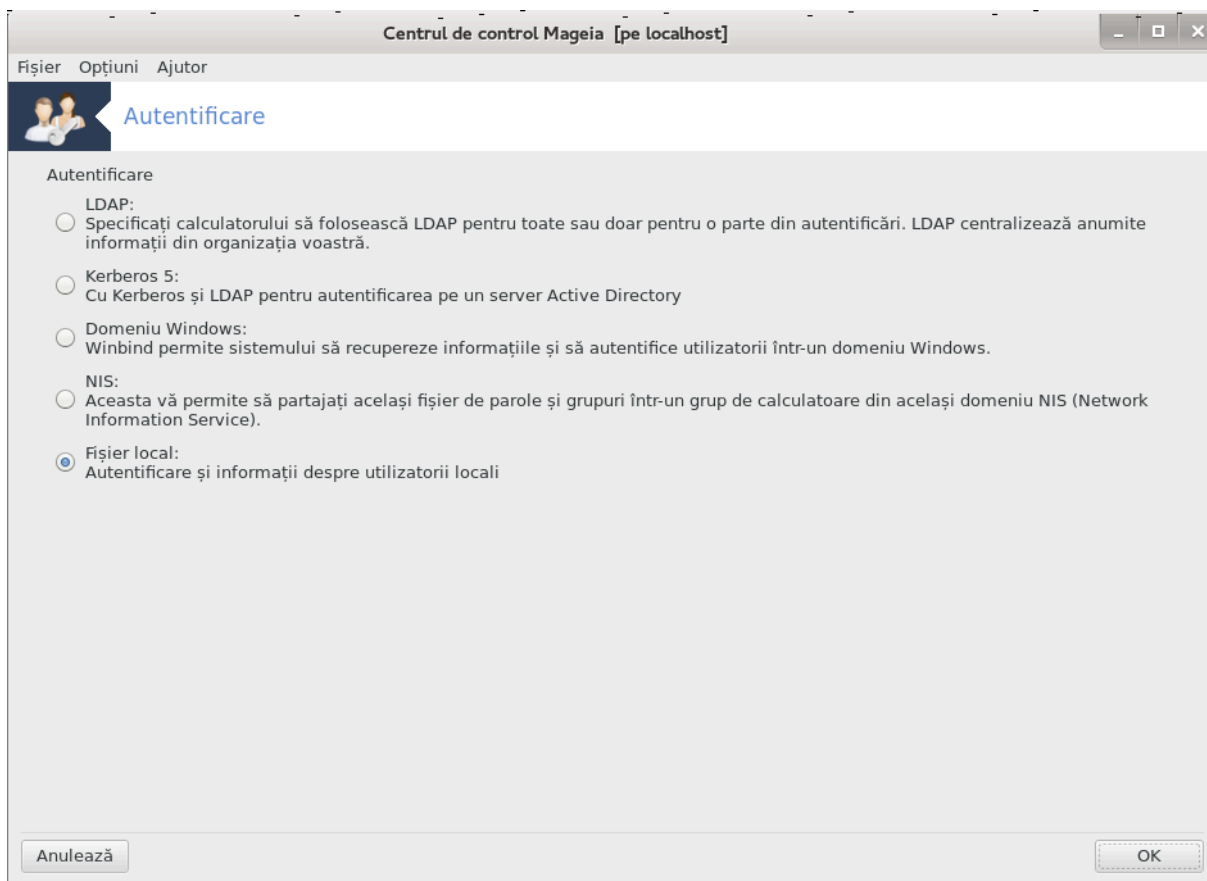 Centrul de control Mageia [pe localhost]
Fișier Opțiuni Ajutor
Autentificare
Autentificare
LDAP:
Specificați calculatorului să folosească LDAP pentru toate sau doar pentru o parte din autentificări. LDAP centralizează anumite
informații din organizația voastră.
Kerberos 5:
Cu Kerberos și LDAP pentru autentificarea pe un server Active Directory
Domeniu Windows:
Winbind permite sistemului să recupereze informațiile și să autentifice utilizatorii într-un domeniu Windows.
NIS:
Aceasta vă permite să partajați același fișier de parole și grupuri într-un grup de calculatoare din același domeniu NIS (Network
Information Service).
Fișier local:
Autentificare și informații despre utilizatorii locali
Anulează OK